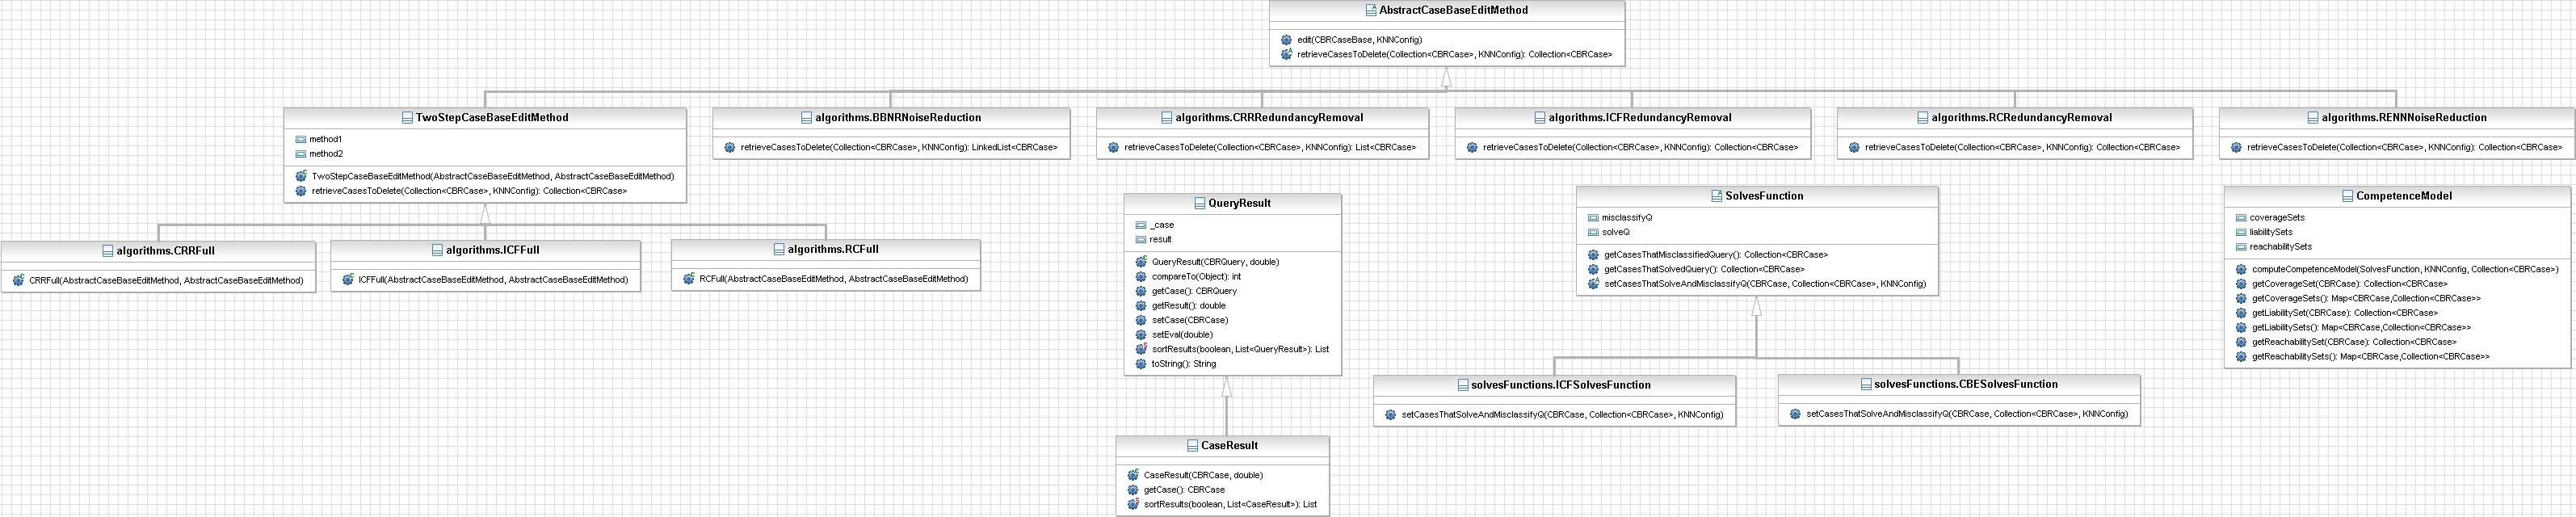 AbstractCaseBaseEditMethod
edit(CBRCaseBase, KNNConfig)
retrieveCasesToDelete(Collection<CBRCase>, KNNConfig): Collection<CBRCase>
TwoStepCaseBaseEditMethod
method1
method2
TwoStepCaseBaseEditMethod(AbstractCaseBaseEditMethod, AbstractCaseBaseEditMethod)
retrieveCasesToDelete(Collection<CBRCase>, KNNConfig): Collection<CBRCase>
algorithms.BBNRNoiseReduction
retrieveCasesToDelete(Collection<CBRCase>, KNNConfig): LinkedList<CBRCase>
algorithms.CRRRedundancyRemoval
retrieveCasesToDelete(Collection<CBRCase>, KNNConfig): List<CBRCase>
algorithms.ICFRedundancyRemoval
retrieveCasesToDelete(Collection<CBRCase>, KNNConfig): Collection<CBRCase>
algorithms.RCRedundancyRemoval
retrieveCasesToDelete(Collection<CBRCase>, KNNConfig): Collection<CBRCase>
algorithms.RENNNoiseReduction
retrieveCasesToDelete(Collection<CBRCase>, KNNConfig): Collection<CBRCase>
algorithms.CRRFull
CRRFull(AbstractCaseBaseEditMethod, AbstractCaseBaseEditMethod)
algorithms.ICFFull
ICFFull(AbstractCaseBaseEditMethod, AbstractCaseBaseEditMethod)
algorithms.RCFull
RCFull(AbstractCaseBaseEditMethod, AbstractCaseBaseEditMethod)
QueryResult
_case
result
QueryResult(CBRQuery, double)
compareTo(Object): int
getCase(): CBRQuery
getResult(): double
setCase(CBRCase)
setEval(double)
sortResults(boolean, List<QueryResult>): List
toString(): String
CaseResult
CaseResult(CBRCase, double)
getCase(): CBRCase
sortResults(boolean, List<CaseResult>): List
SolvesFunction
misclassifyQ
solveQ
getCasesThatMisclassifiedQuery(): Collection<CBRCase>
getCasesThatSolvedQuery(): Collection<CBRCase>
setCasesThatSolveAndMisclassifyQ(CBRCase, Collection<CBRCase>, KNNConfig)
solvesFunctions.ICFSolvesFunction
setCasesThatSolveAndMisclassifyQ(CBRCase, Collection<CBRCase>, KNNConfig)
solvesFunctions.CBESolvesFunction
setCasesThatSolveAndMisclassifyQ(CBRCase, Collection<CBRCase>, KNNConfig)
CompetenceModel
coverageSets
liabilitySets
reachabilitySets
computeCompetenceModel(SolvesFunction, KNNConfig, Collection<CBRCase>)
getCoverageSet(CBRCase): Collection<CBRCase>
getCoverageSets(): Map<CBRCase,Collection<CBRCase>>
getLiabilitySet(CBRCase): Collection<CBRCase>
getLiabilitySets(): Map<CBRCase,Collection<CBRCase>>
getReachabilitySet(CBRCase): Collection<CBRCase>
getReachabilitySets(): Map<CBRCase,Collection<CBRCase>>